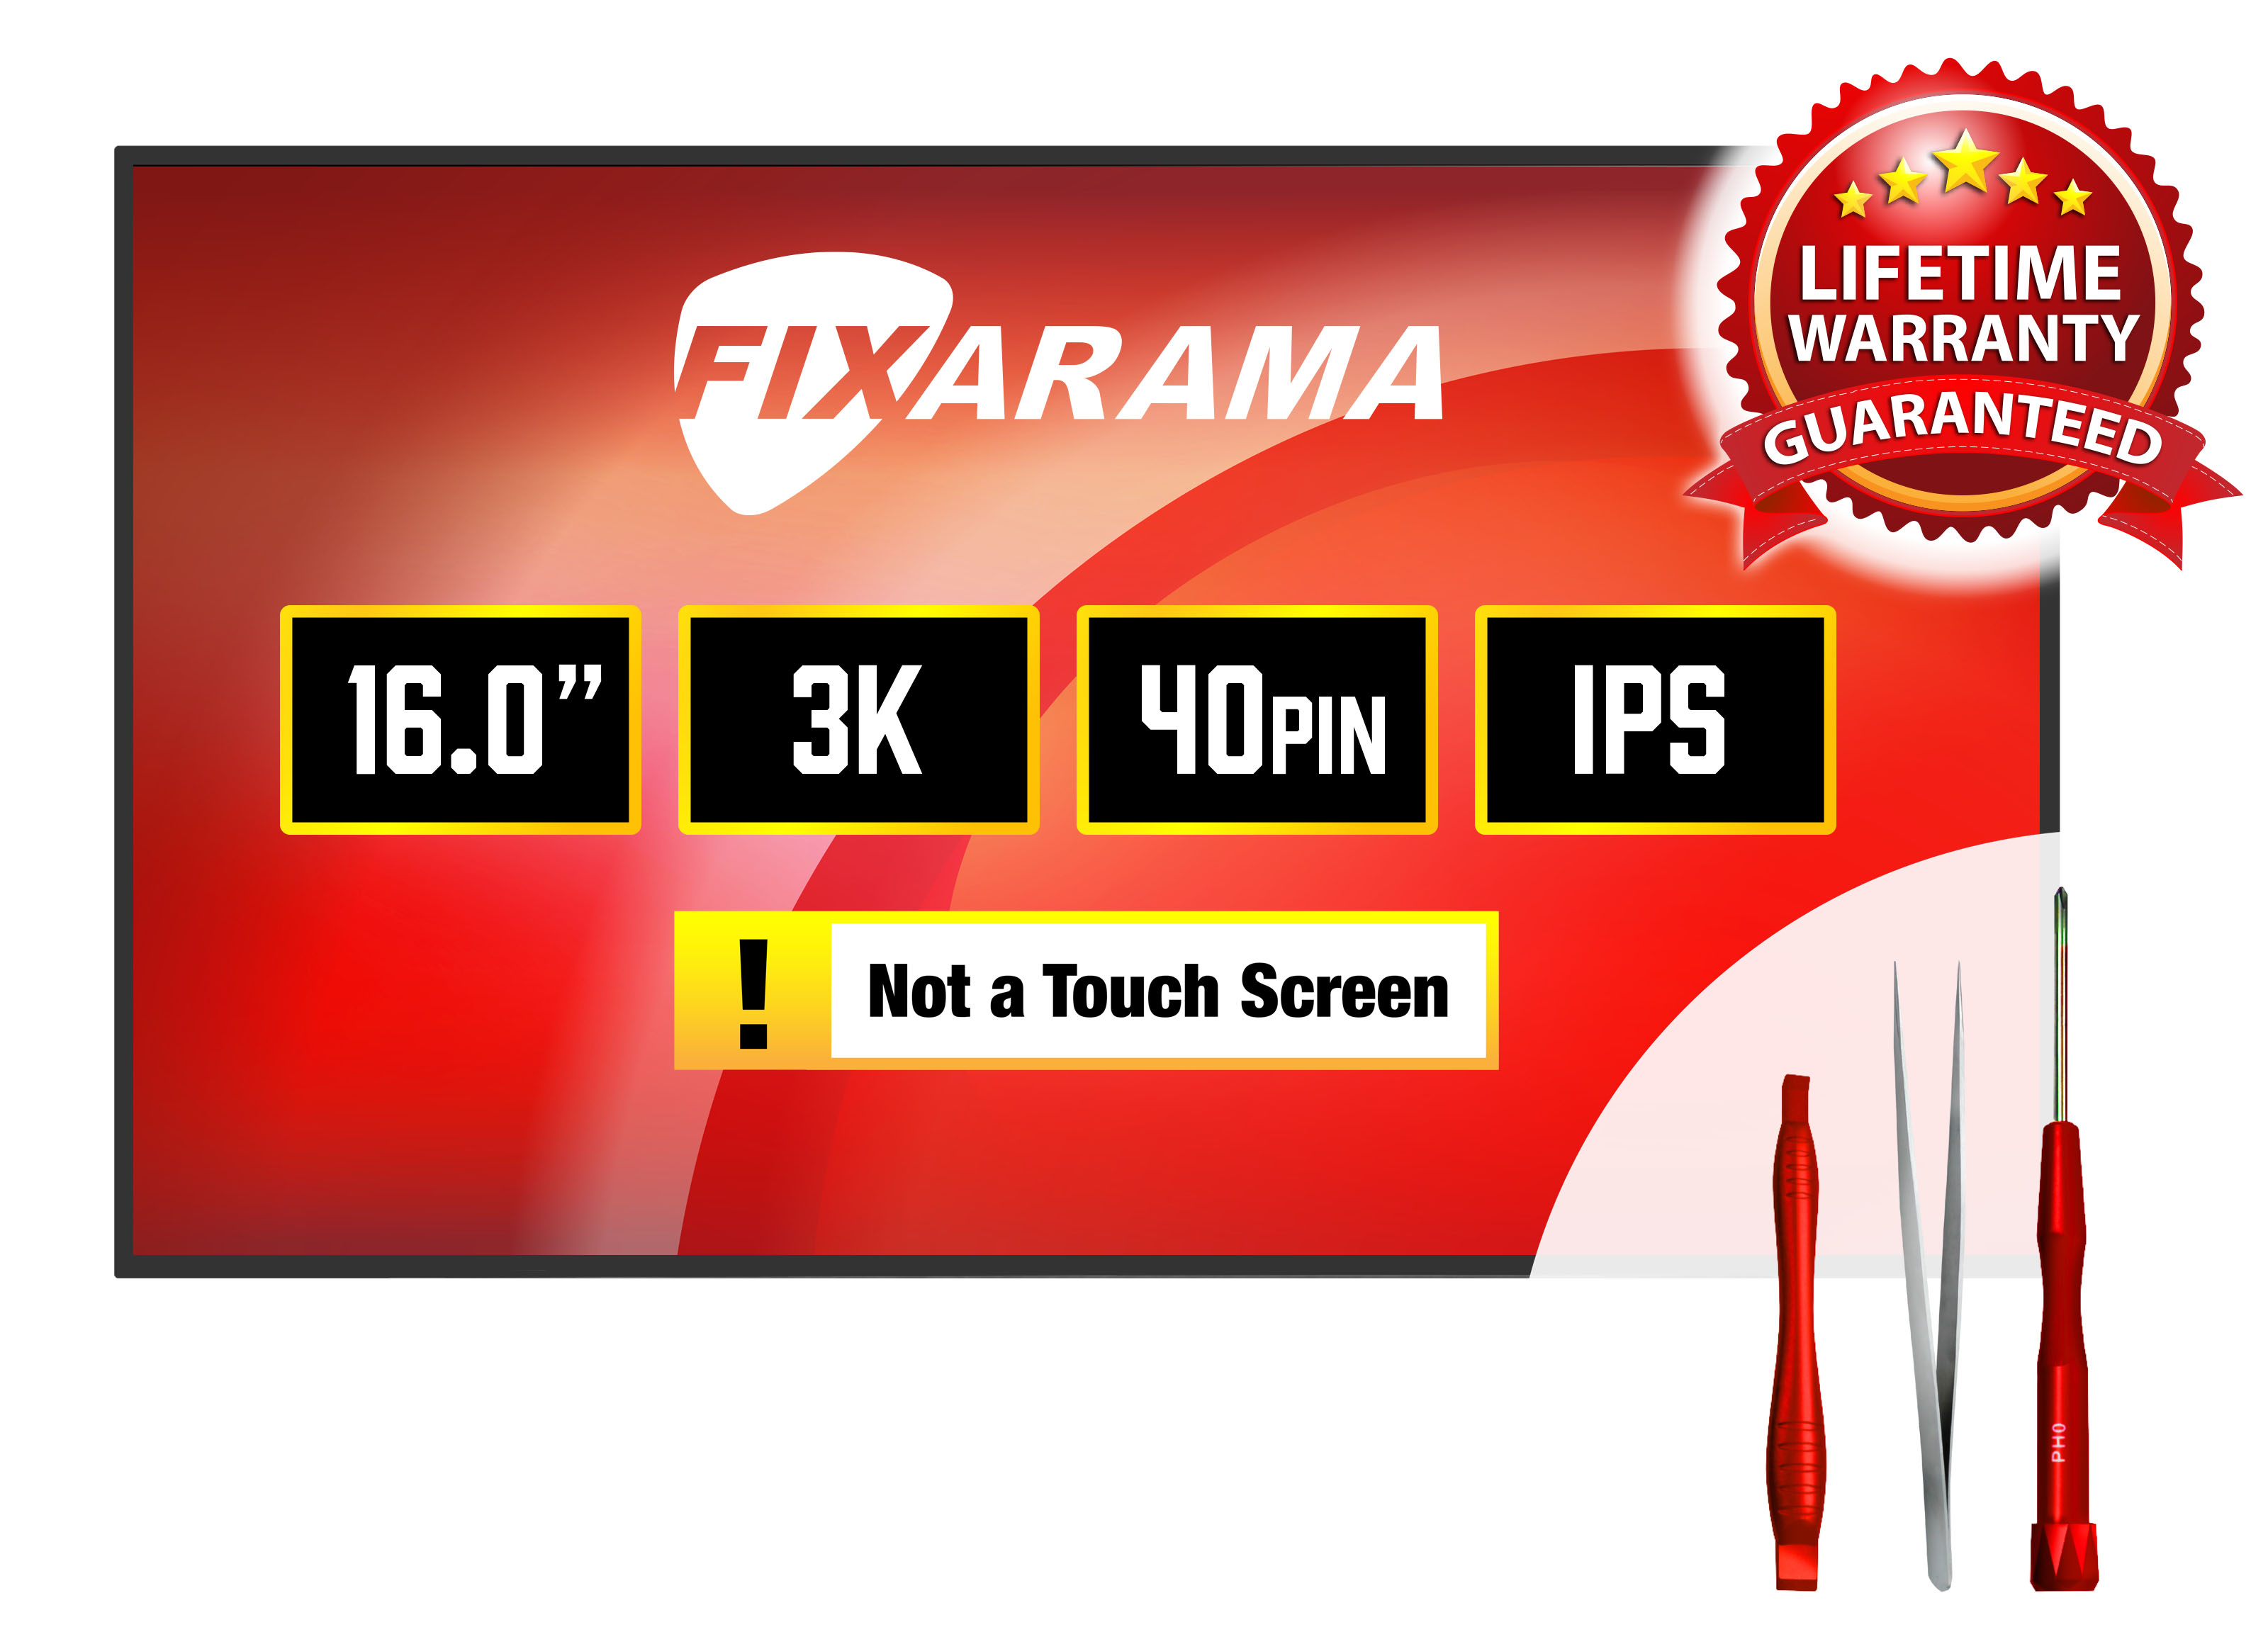 LIFETIME
WARRANTY
GUARANTEED
FIXARAMA
16.0”
3K
40PIN
IPS
! Not a Touch Screen
PH0